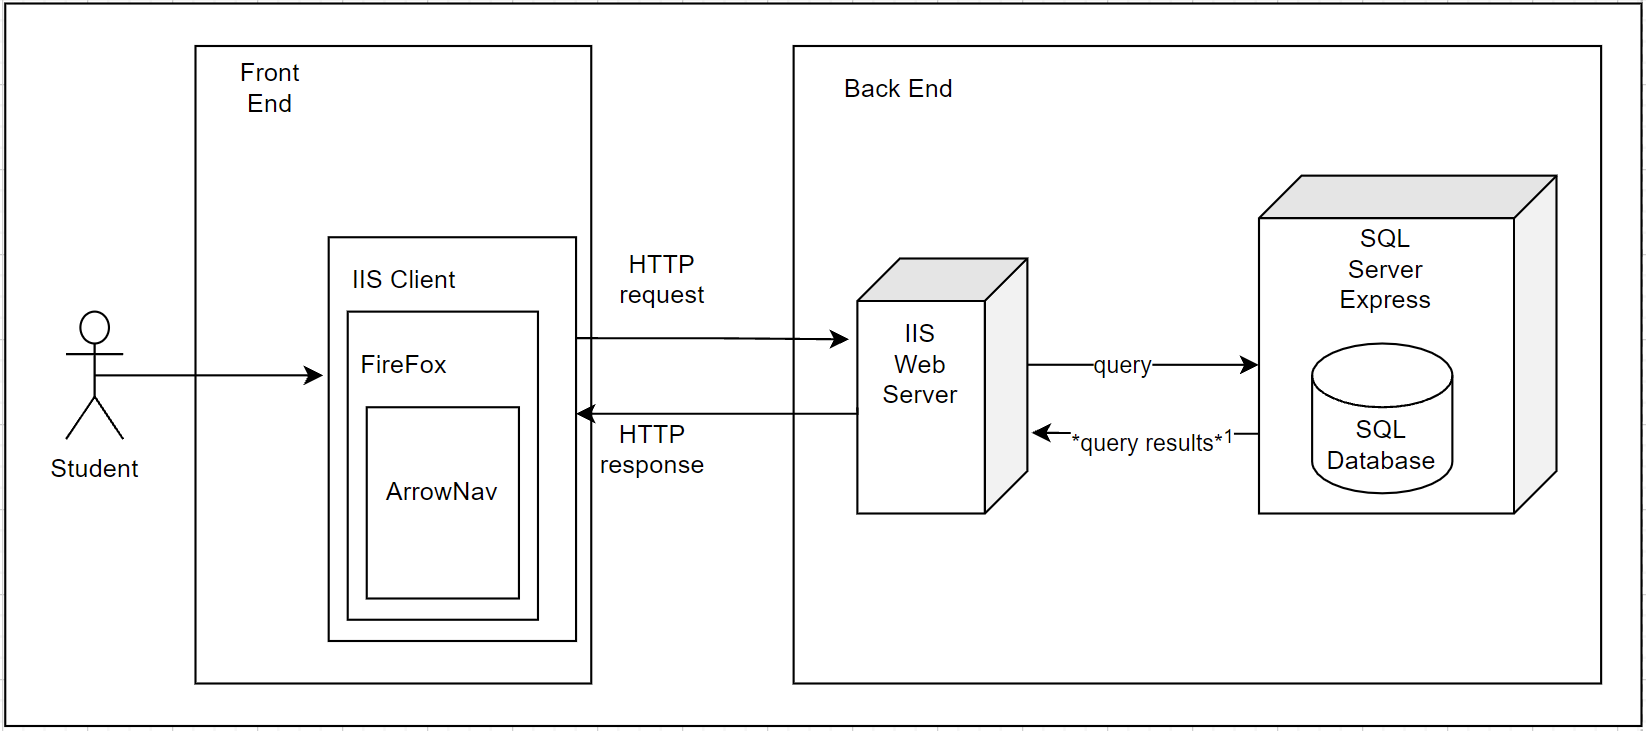 Front
End
Back End
IIS Client
FireFox
ArrowNav
Student
HTTP
request
HTTP
response
IIS
Web
Server
query
*query results*¹
SQL
Server
Express
SQL
Database